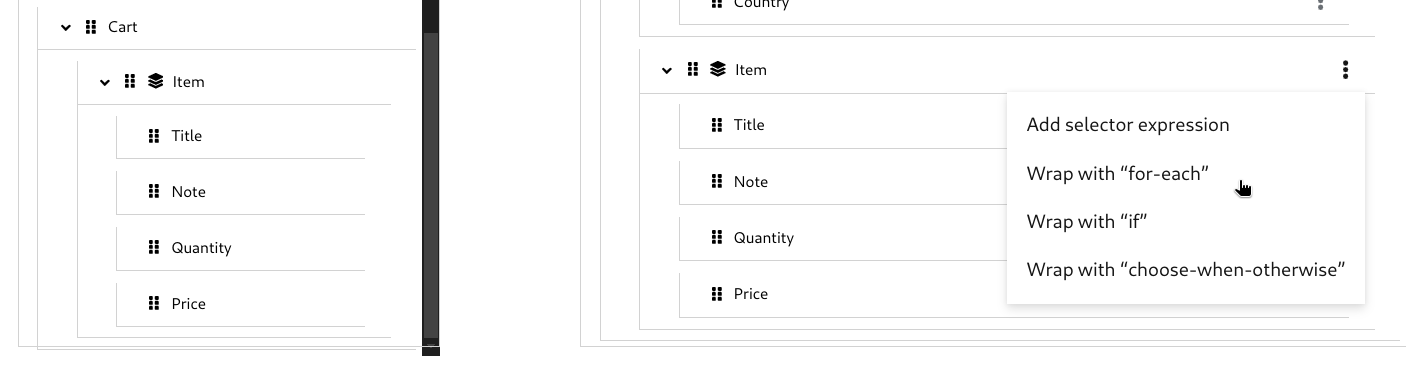 Cart
Item
Title
Note
Quantity
Price
Country
Item
Title
Note
Quantity
Price
Add selector expression
Wrap with “for-each”
Wrap with “if”
Wrap with “choose-when-otherwise”